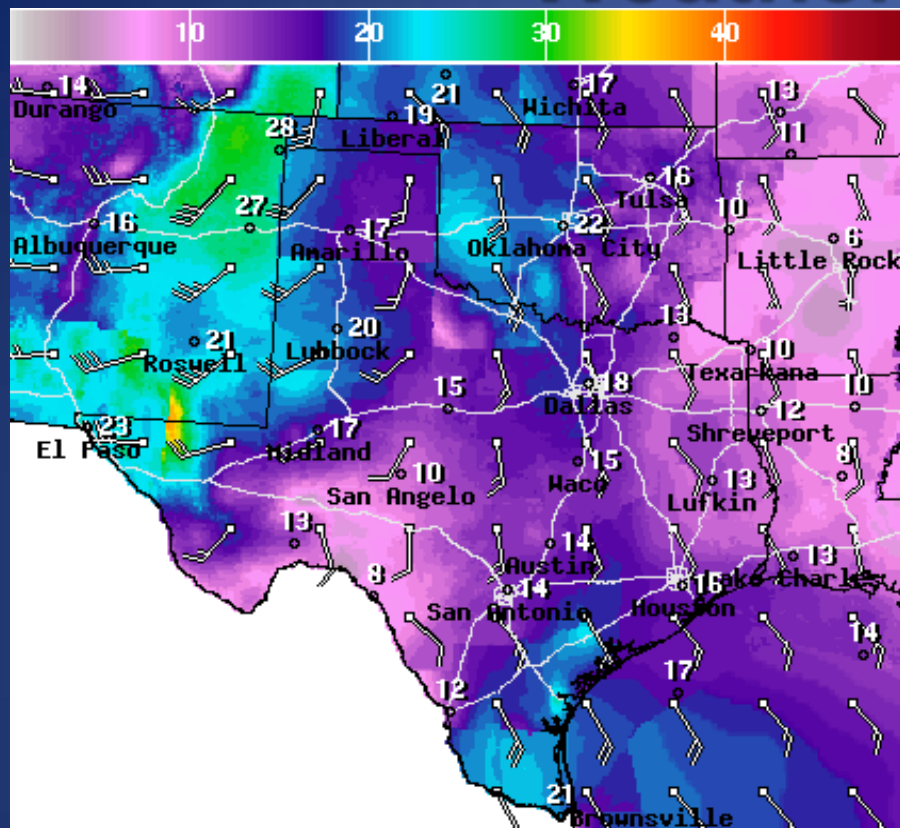 10 20 30 40
14
Durango
21
17
Wichita
13
19
Liberal
28
11
16
Tulsa
16
Albuquerque
27
17
Amarillo
22
Oklahoma City
10
6
Little Rock
21
Roswell
20
Lubbock
13
10
Texarkana
15
18
Dallas
12
Shreveport
10
23
El Paso
17
Midland
10
San Angelo
15
Waco
13
Lufkin
8
13
14
Austin
13
Lake Charles
8
14
San Antonio
16
Houston
14
12
17
21
Brownsville